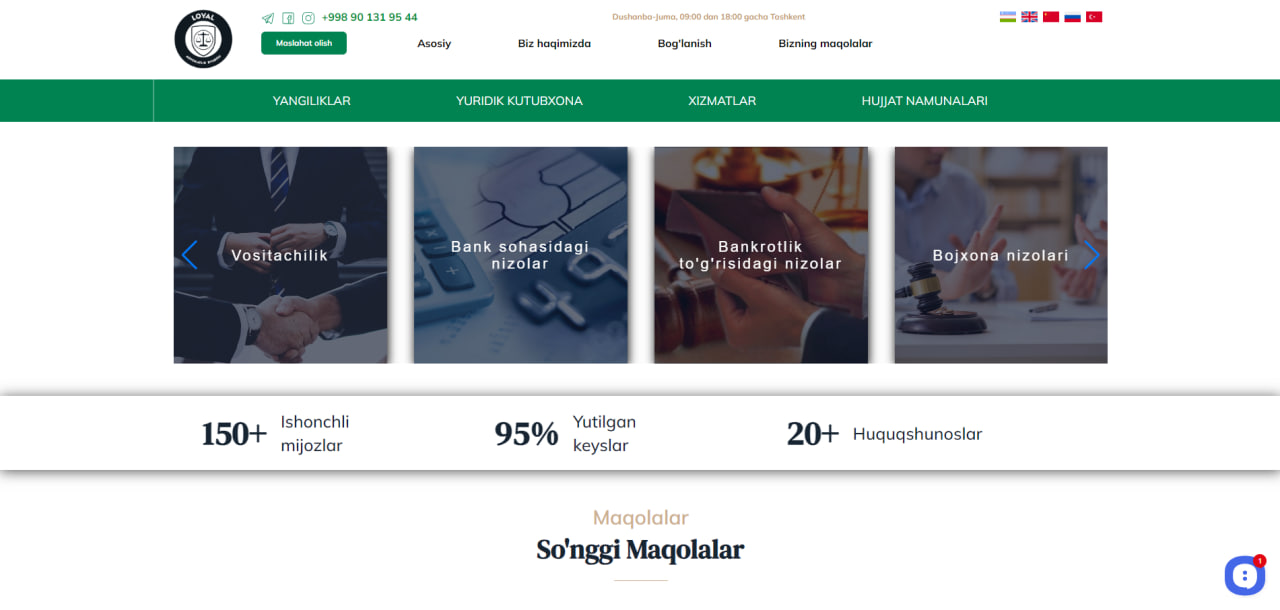 LOYAL
+998 90 131 95 44
Dushanba-Juma, 09:00 dan 18:00 gacha Tashkent
Maslahat olish
Asosiy
Biz haqimizda
Bog'lanish
Bizning maqolalar
YANGILIKLAR
YURIDIK KUTUBXONA
XIZMATLAR
HUJJAT NAMUNALARI
Vositachilik
Bank sohasidagi
nizolar
Bankrotlik
to'g'risidagi nizolar
Bojxona nizolari
150+
Ishonchli
mijozlar
95%
Yutilgan
keyslar
20+
Huquqshunoslar
Maqolalar
So'nggi Maqolalar
1